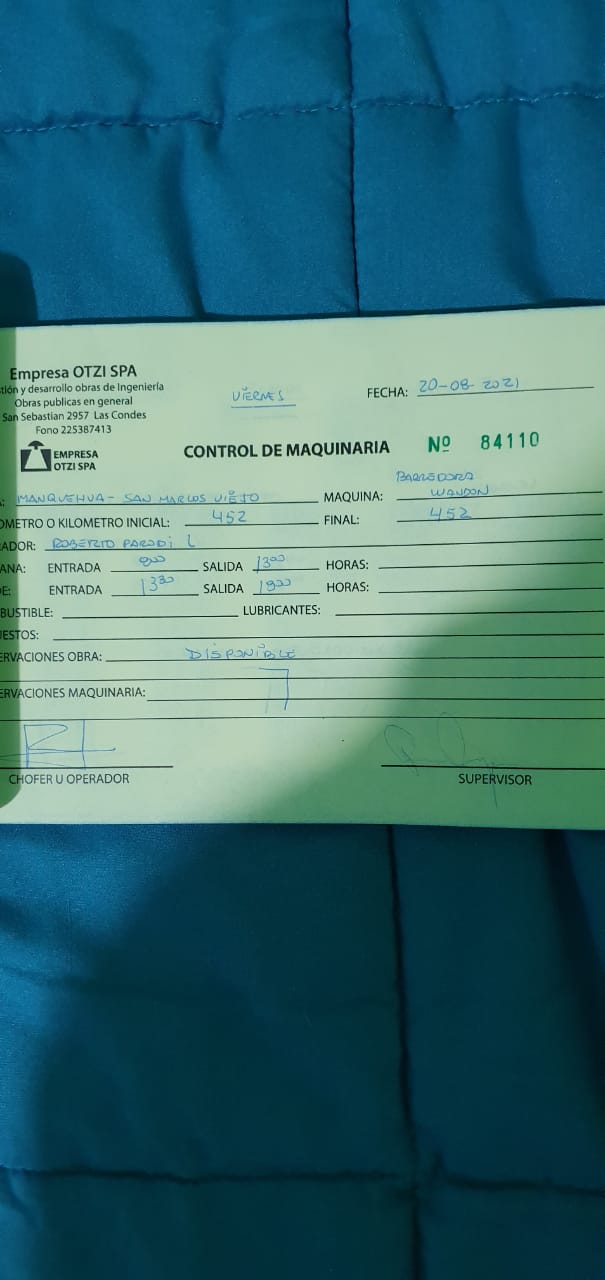 Empresa OTZI SPA
tión y desarrollo obras de Ingeniería
Obras publicas en general
San Sebastian 2957 Las Condes
Fono 225387413
EMPRESA
OTZI SPA
VIERNES
FECHA: 20-08-2021
CONTROL DE MAQUINARIA Nº 84110
A: MANQUEHUA - SAN MARCOS VIEJO MAQUINA: BARREDORA
WANDON
OMETRO O KILOMETRO INICIAL: 452 FINAL: 452
ADOR: ROBERTO PARODI L
ANA: ENTRADA 800 SALIDA 1300 HORAS:
E: ENTRADA 1330 SALIDA 1800 HORAS:
BUSTIBLE: LUBRICANTES:
UESTOS:
ERVACIONES OBRA: DISPONIBLE
ERVACIONES MAQUINARIA:
CHOFER U OPERADOR SUPERVISOR